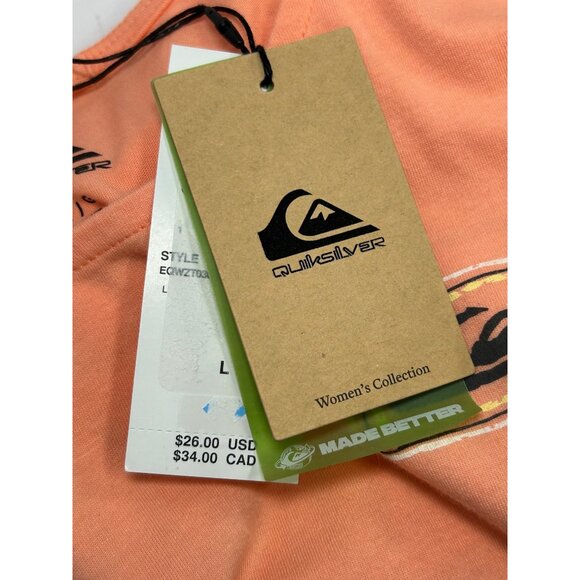 QUIKSILVER
Women's Collection
STYLE
L
L
MADE BETTER
$26.00 USD
$34.00 CAD